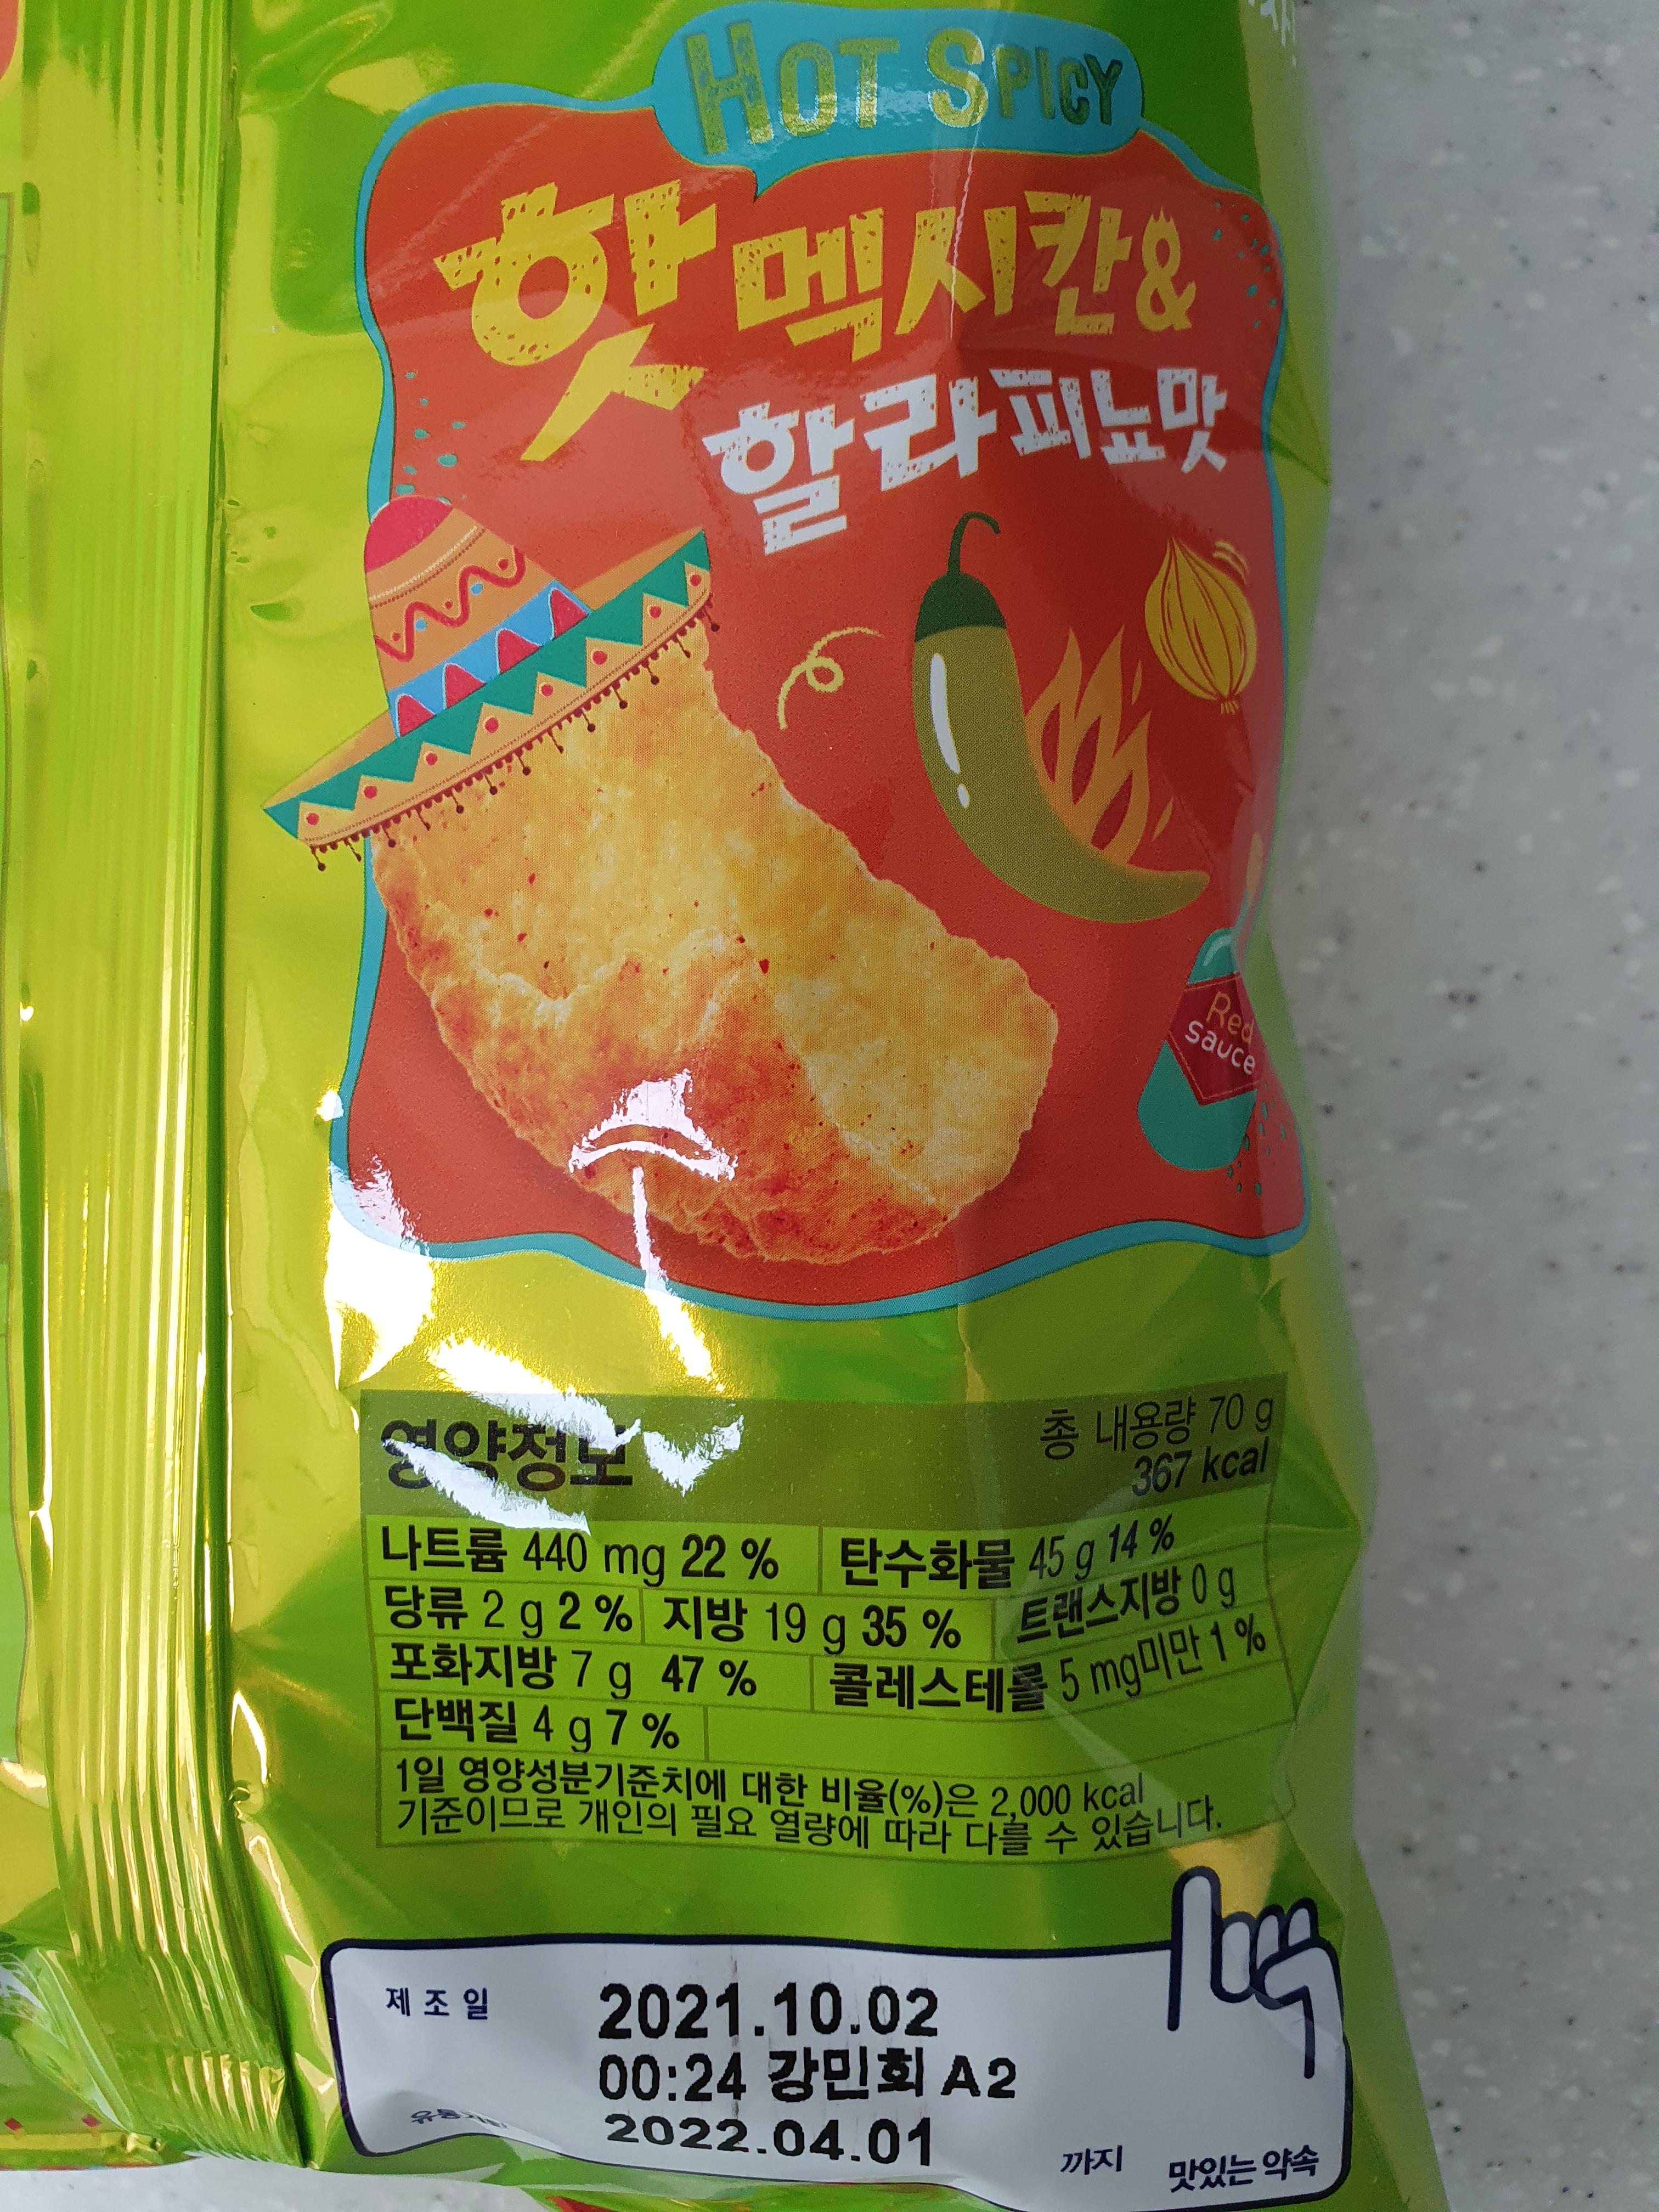 HOT SPICY
핫 멕시칸&
할라피뇨맛
Red
sauce
영양정보
총 내용량 70 g
367 kcal
나트륨 440 mg 22 % 탄수화물 45 g 14 %
당류 2 g 2 % 지방 19 g 35 % 트랜스지방 0 g
포화지방 7 g 47 % 콜레스테롤 5 mg미만 1 %
단백질 4 g 7 %
1일 영양성분기준치에 대한 비율(%)은 2,000 kcal
기준이므로 개인의 필요 열량에 따라 다를 수 있습니다.
제조일 2021.10.02
00:24 강민회 A2
2022.04.01 까지
맛있는 약속